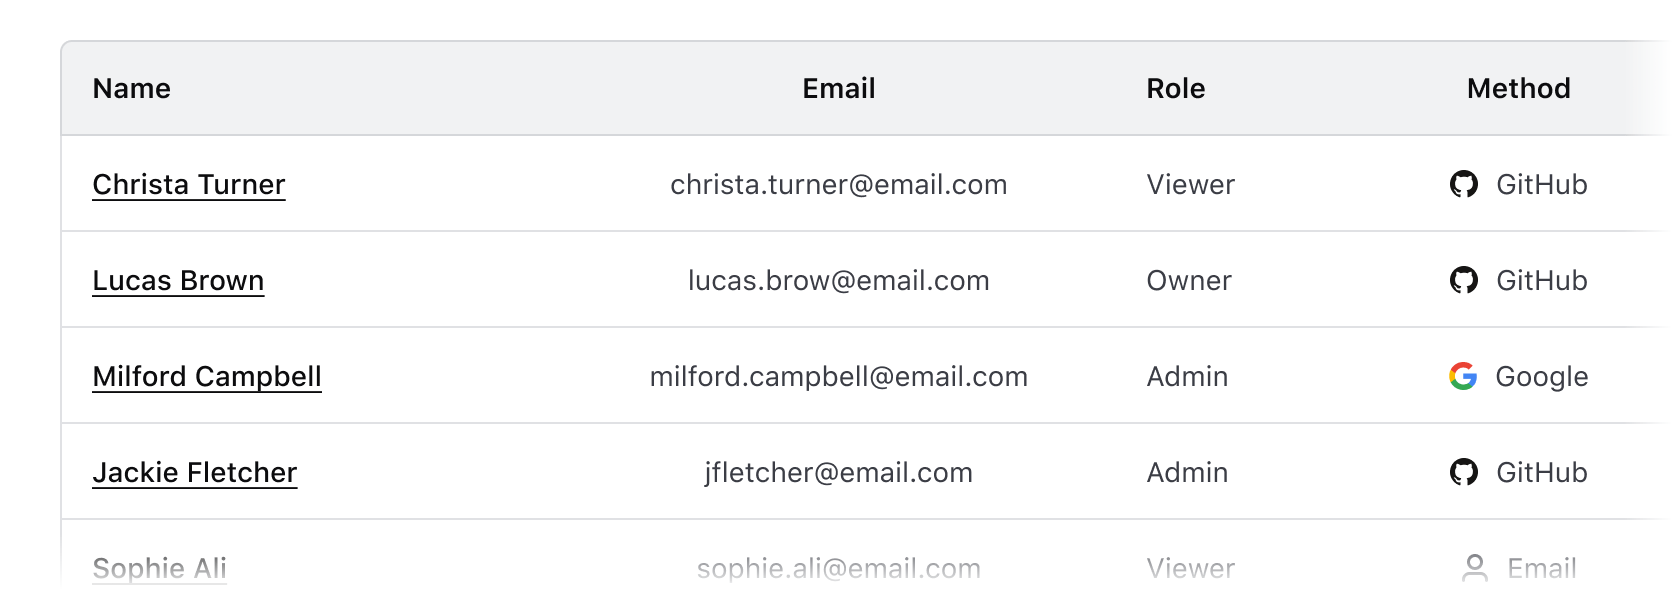 Name Email Role Method
Christa Turner christa.turner@email.com Viewer GitHub
Lucas Brown lucas.brow@email.com Owner GitHub
Milford Campbell milford.campbell@email.com Admin Google
Jackie Fletcher jfletcher@email.com Admin GitHub
Sophie Ali sophie.ali@email.com Viewer Email